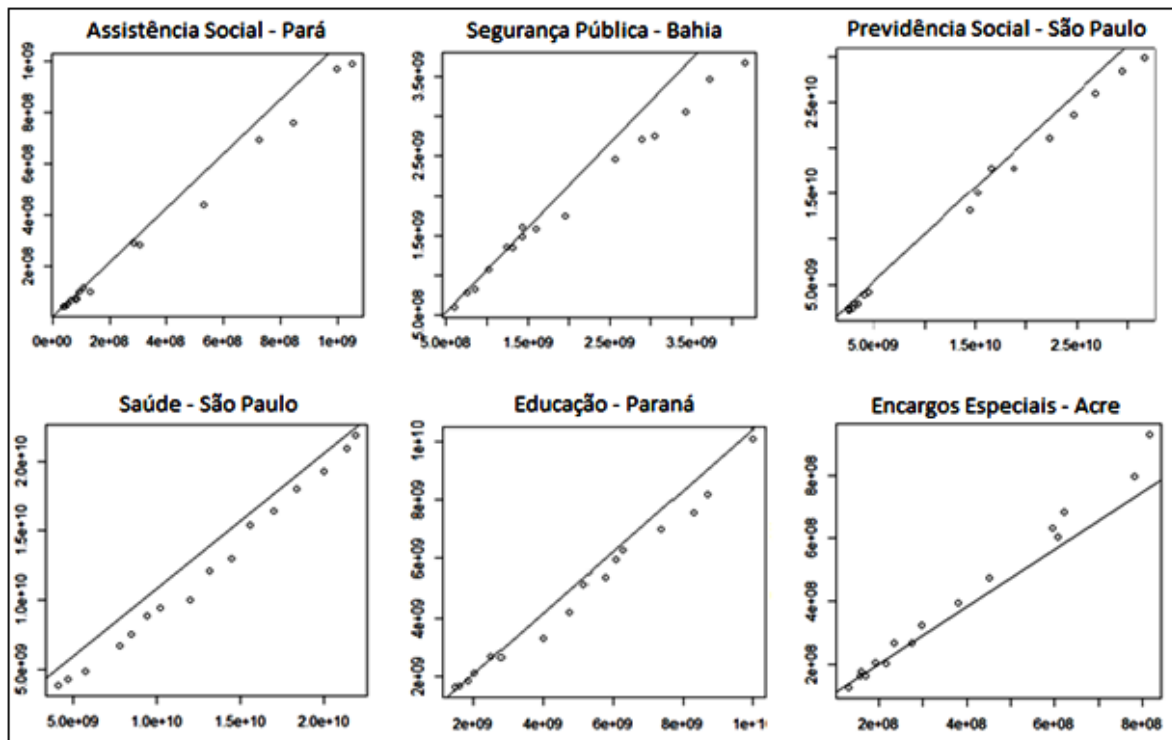 Assistência Social - Pará
1e+09
8e+08
6e+08
4e+08
2e+08
0e+00 2e+08 4e+08 6e+08 8e+08 1e+09
Segurança Pública - Bahia
3.5e+09
2.5e+09
1.5e+09
5.0e+08
5.0e+08 1.5e+09 2.5e+09 3.5e+09
Previdência Social - São Paulo
2.5e+10
1.5e+10
5.0e+09
5.0e+09 1.5e+10 2.5e+10
Saúde - São Paulo
2.0e+10
1.5e+10
1.0e+10
5.0e+09
5.0e+09 1.0e+10 1.5e+10 2.0e+10
Educação - Paraná
1e+10
8e+09
6e+09
4e+09
2e+09
2e+09 4e+09 6e+09 8e+09 1e+1
Encargos Especiais - Acre
8e+08
6e+08
4e+08
2e+08
2e+08 4e+08 6e+08 8e+08